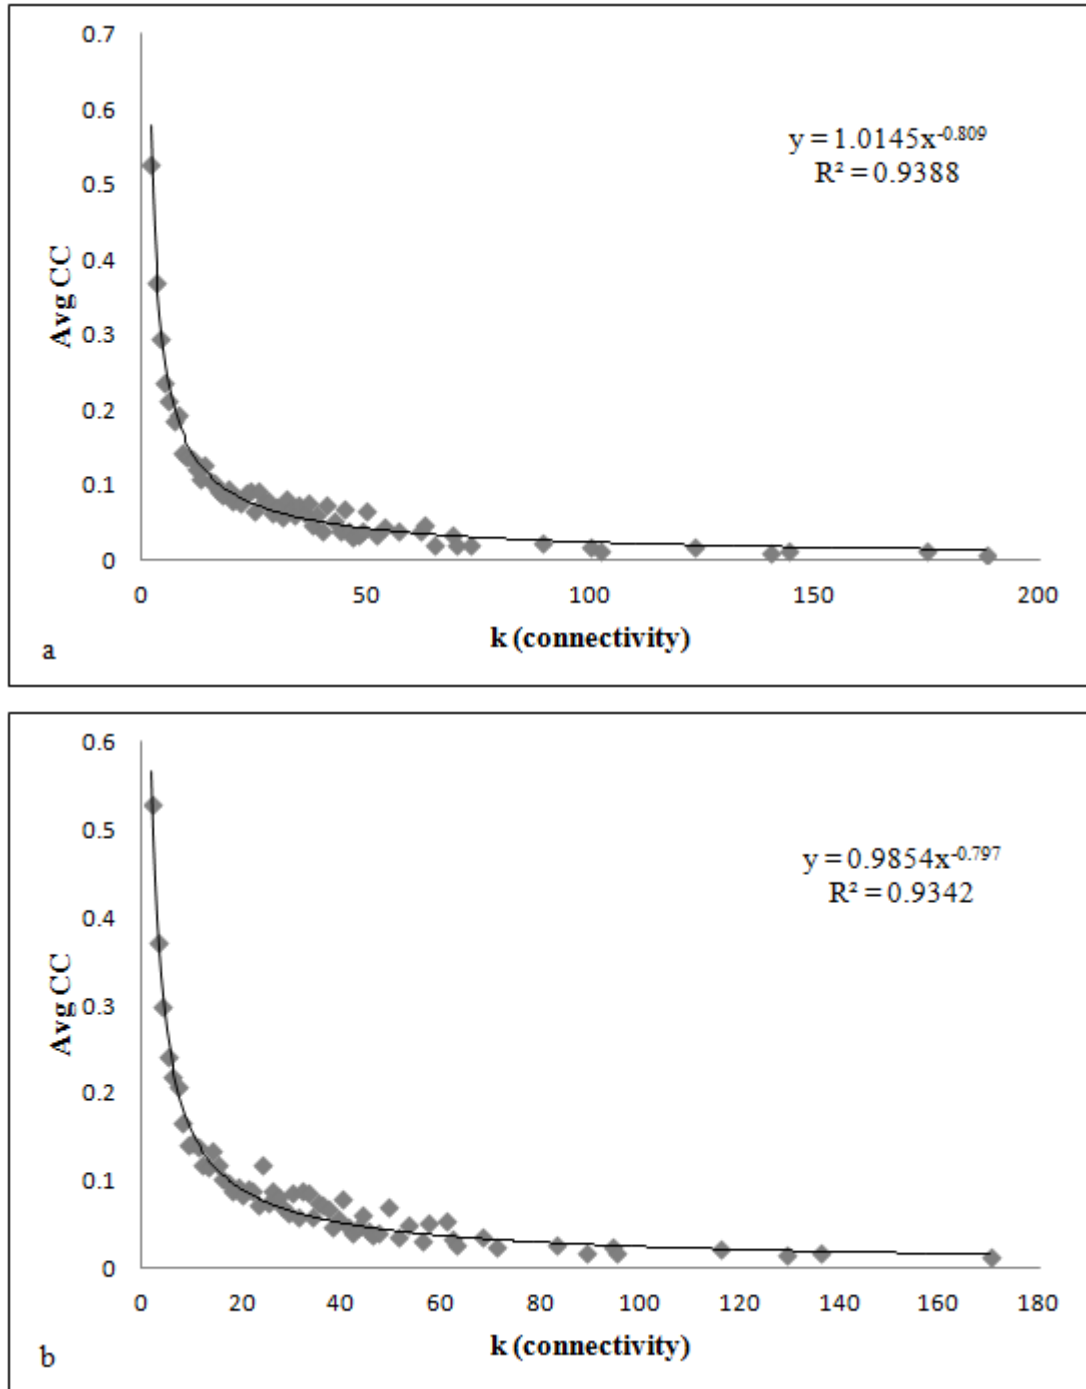 0.7
0.6
0.5
0.4
0.3
0.2
0.1
0
Avg CC
y = 1.0145x^-0.809
R² = 0.9388
0 50 100 150 200
k (connectivity)
a
0.6
0.5
0.4
0.3
0.2
0.1
0
Avg CC
y = 0.9854x^-0.797
R² = 0.9342
0 20 40 60 80 100 120 140 160 180
k (connectivity)
b